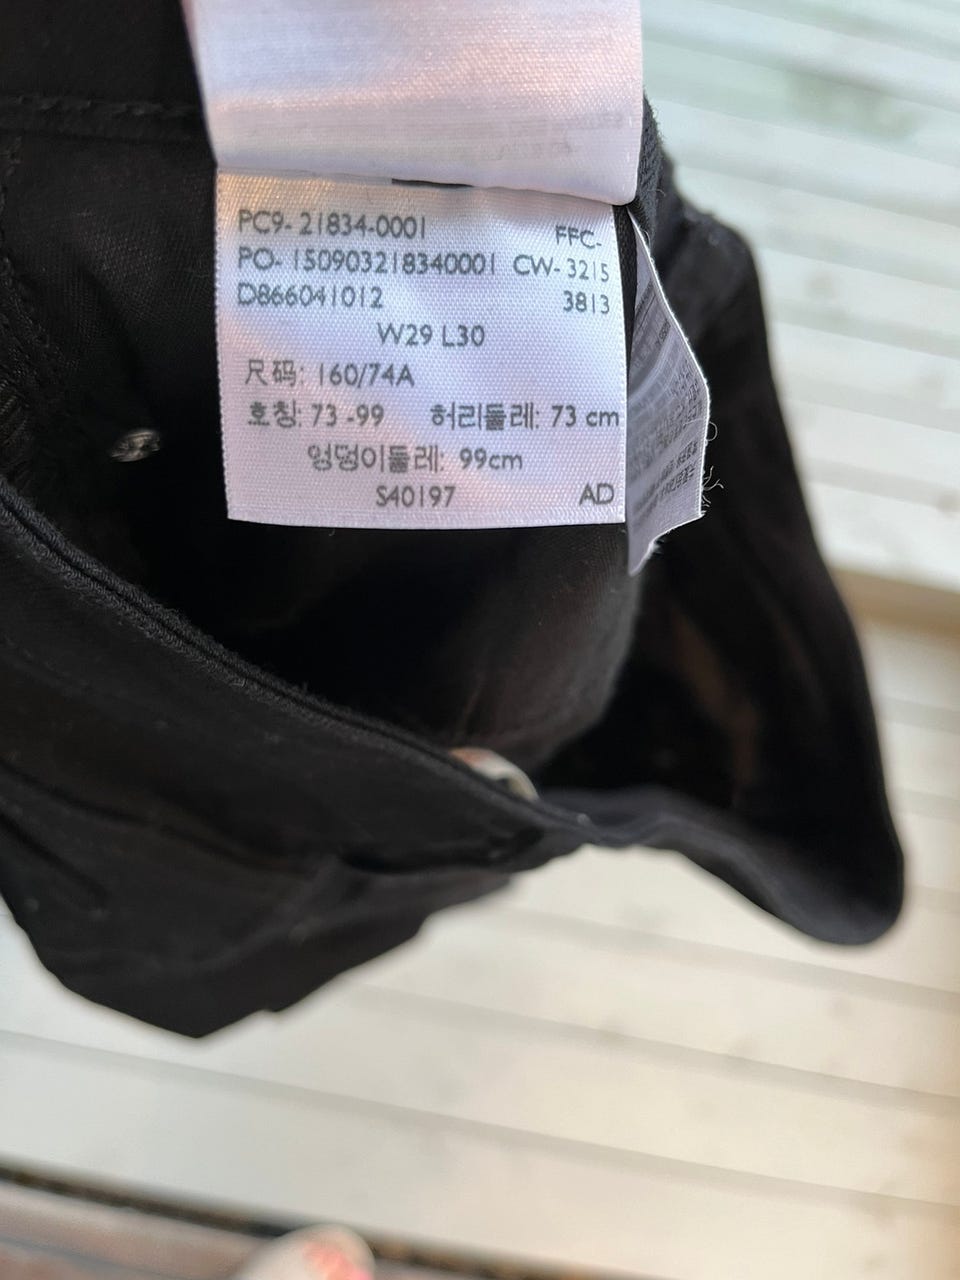 PC9- 21834-0001 FFC-
PO- 150903218340001 CW- 3215
D866041012 3813
W29 L30
尺码: 160/74A
호칭: 73 -99 허리둘레: 73 cm
엉덩이둘레: 99cm
S40197 AD